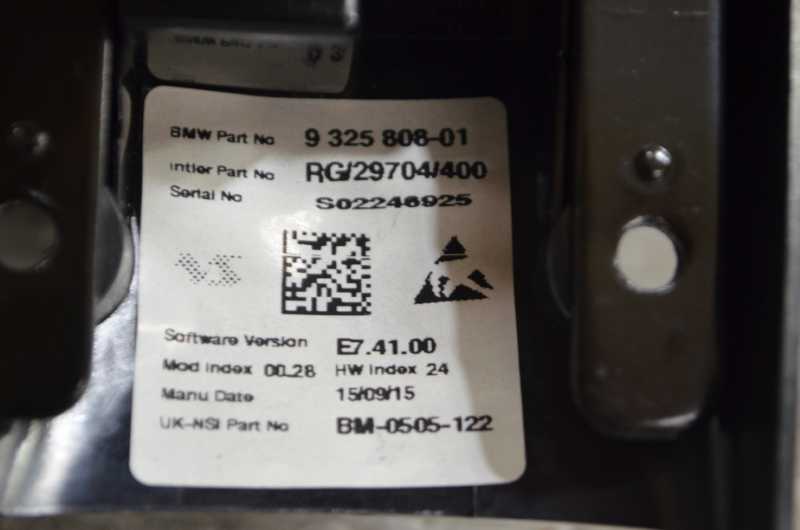 BMW Part No 9 325 808-01
Intier Part No RG/29704/400
Serial No S02246925
Software Version E7.41.00
Mod Index 00_28 HW Index 24
Manu Date 15/09/15
UK-NSI Part No BM-0505-122